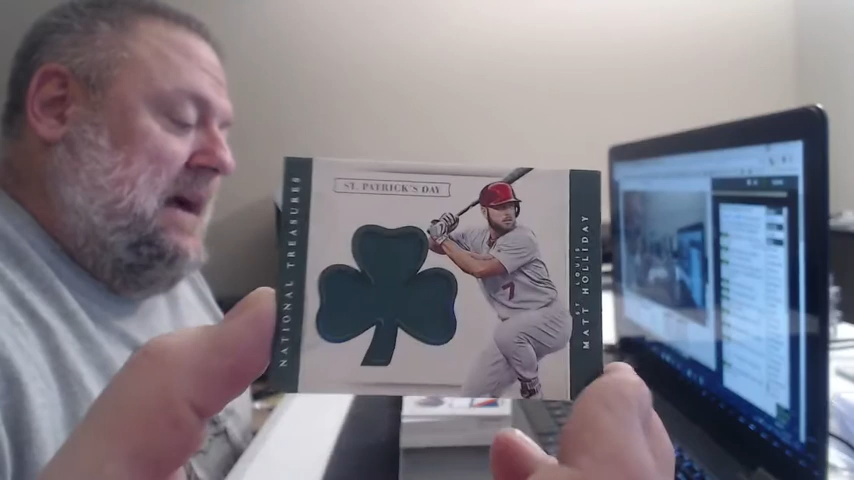 NATIONAL TREASURES
ST. PATRICK'S DAY
7
ST LOUIS
MATT HOLLIDAY